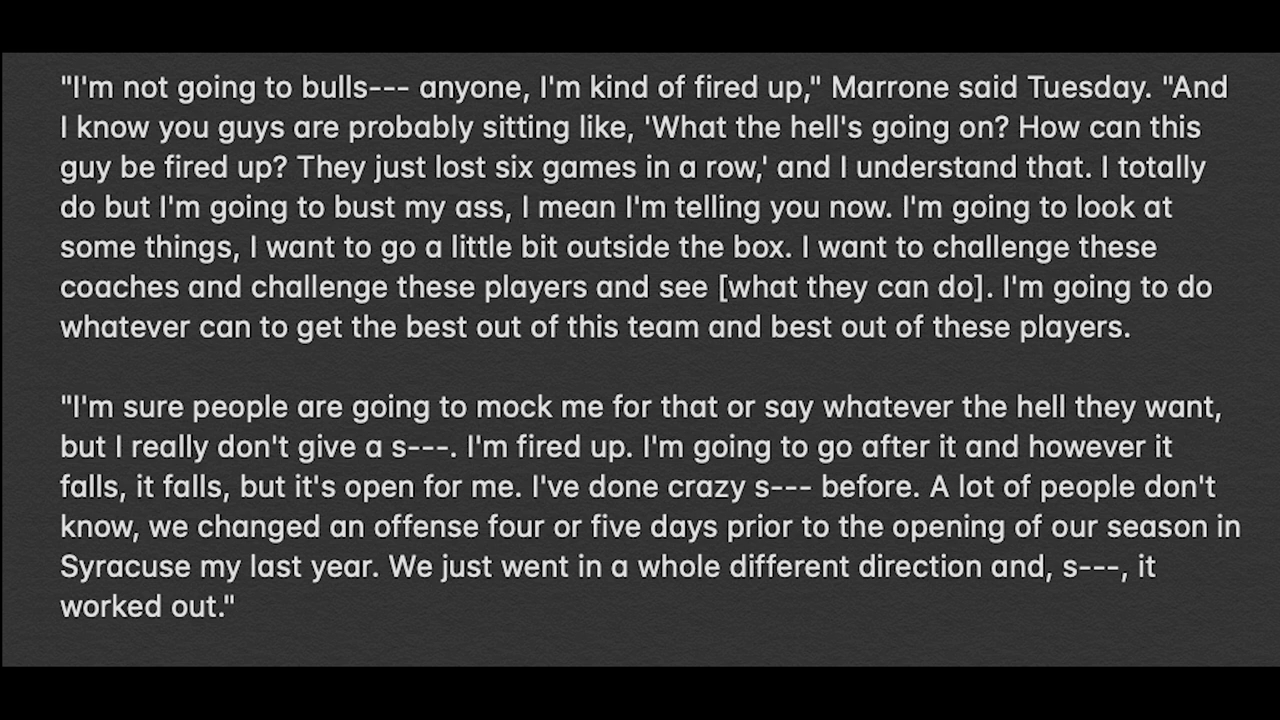 "I'm not going to bulls--- anyone, I'm kind of fired up," Marrone said Tuesday. "And
I know you guys are probably sitting like, 'What the hell's going on? How can this
guy be fired up? They just lost six games in a row,' and I understand that. I totally
do but I'm going to bust my ass, I mean I'm telling you now. I'm going to look at
some things, I want to go a little bit outside the box. I want to challenge these
coaches and challenge these players and see [what they can do]. I'm going to do
whatever can to get the best out of this team and best out of these players.
"I'm sure people are going to mock me for that or say whatever the hell they want,
but I really don't give a s---. I'm fired up. I'm going to go after it and however it
falls, it falls, but it's open for me. I've done crazy s--- before. A lot of people don't
know, we changed an offense four or five days prior to the opening of our season in
Syracuse my last year. We just went in a whole different direction and, s---, it
worked out."